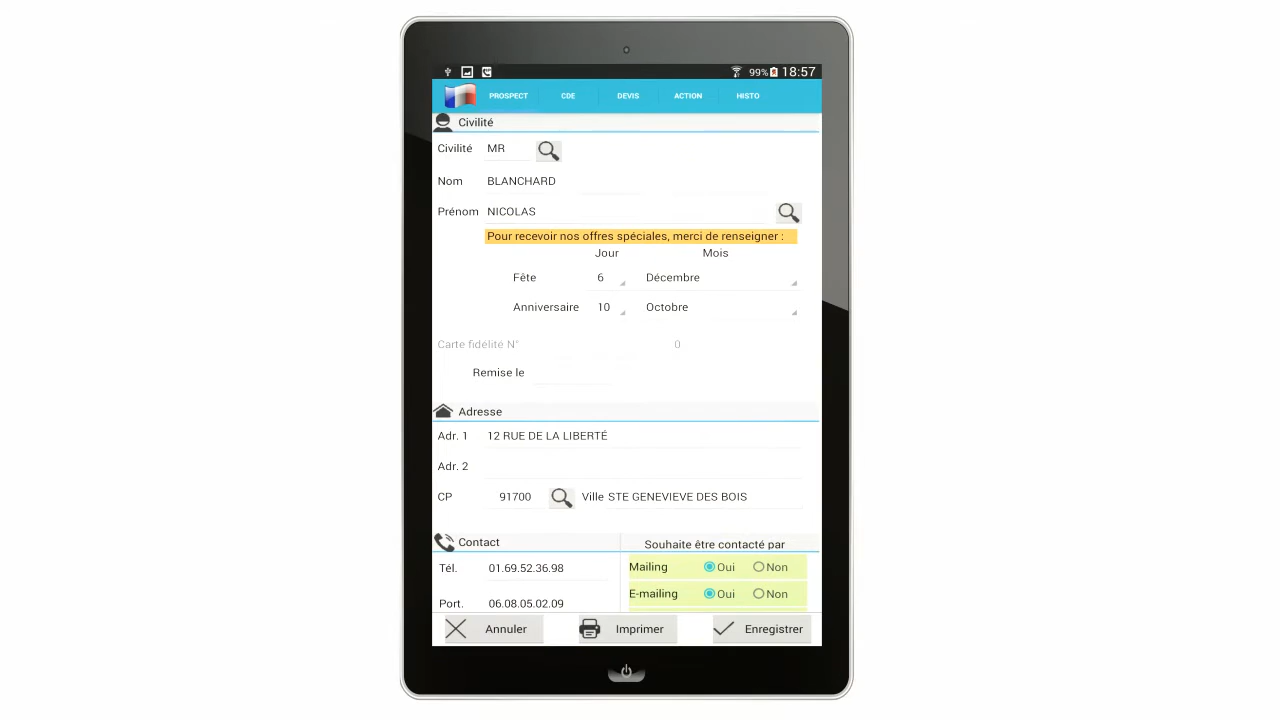 99% 18:57
PROSPECT CDE DEVIS ACTION HISTO
Civilité
Civilité MR
Nom BLANCHARD
Prénom NICOLAS
Pour recevoir nos offres spéciales, merci de renseigner :
Jour Mois
Fête 6 Décembre
Anniversaire 10 Octobre
Carte fidélité N° 0
Remise le
Adresse
Adr. 1 12 RUE DE LA LIBERTÉ
Adr. 2
CP 91700 Ville STE GENEVIEVE DES BOIS
Contact Souhaite être contacté par
Tél. 01.69.52.36.98 Mailing Oui Non
E-mailing Oui Non
Port. 06.08.05.02.09
Annuler Imprimer Enregistrer